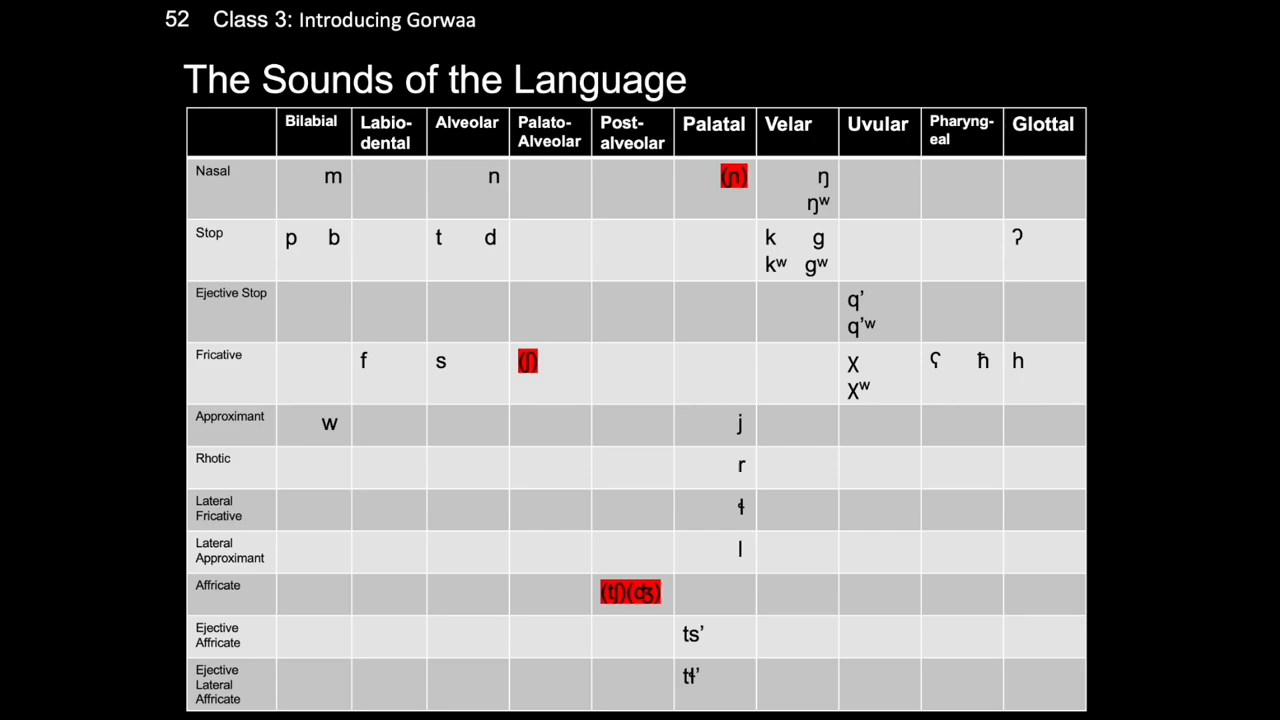 52 Class 3: Introducing Gorwaa
The Sounds of the Language
Bilabial Labio-dental Alveolar Palato-Alveolar Post-alveolar Palatal Velar Uvular Pharyng-eal Glottal
Nasal m n (ɲ) ŋ
ŋʷ
Stop p b t d k g ʔ
kʷ gʷ
Ejective Stop q’
q’ʷ
Fricative f s (ʃ) χ ʕ ħ h
χʷ
Approximant w j
Rhotic r
Lateral Fricative ɬ
Lateral Approximant l
Affricate (tʃ)(ʤ)
Ejective Affricate ts’
Ejective Lateral Affricate tɬ’